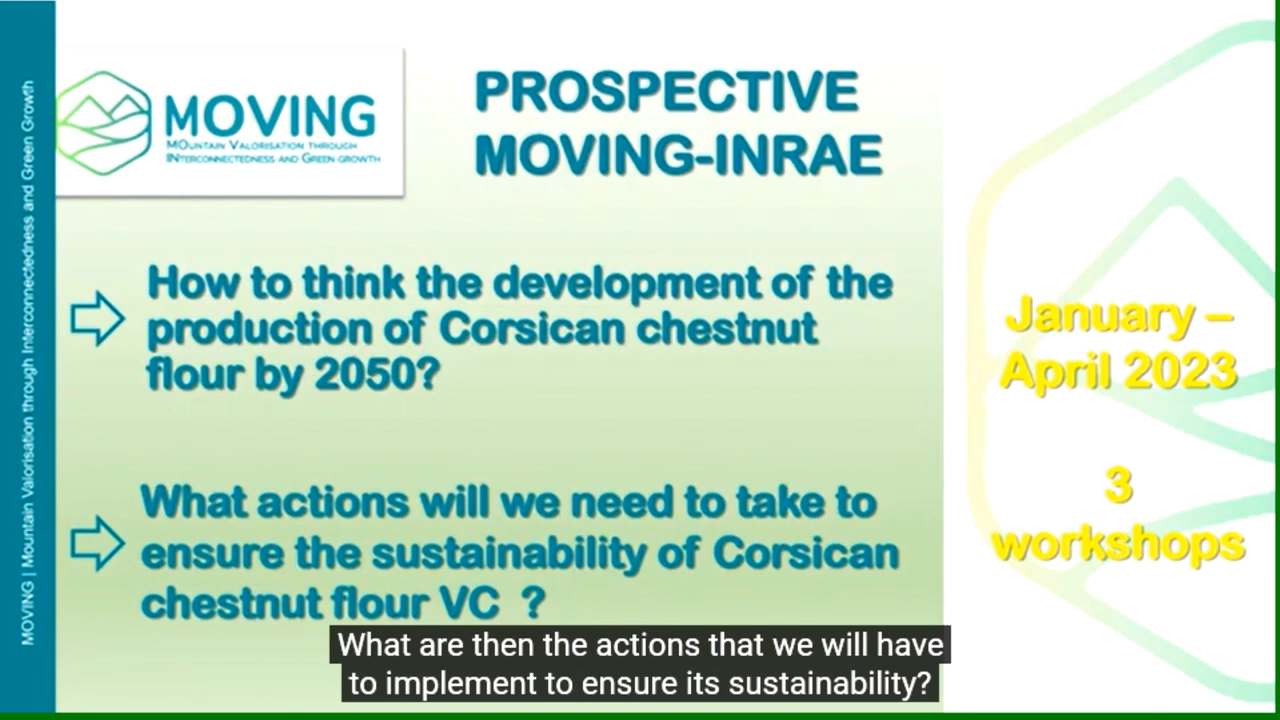 MOVING | Mountain Valorisation through Interconnectedness and Green Growth
MOVING
MOUNTAIN VALORISATION THROUGH
INTERCONNECTEDNESS AND GREEN GROWTH
PROSPECTIVE
MOVING-INRAE
How to think the development of the
production of Corsican chestnut
flour by 2050?
What actions will we need to take to
ensure the sustainability of Corsican
chestnut flour VC ?
January –
April 2023
3
workshops
What are then the actions that we will have
to implement to ensure its sustainability?